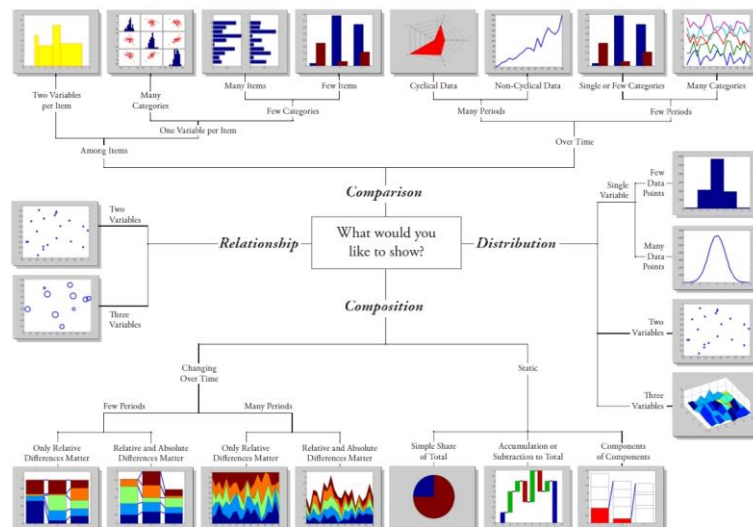 Two Variables
per Item
Many
Categories
Many Items
Few Items
Cyclical Data
Non-Cyclical Data
Single or Few Categories
Many Categories
Few Categories
Many Periods
Few Periods
One Variable per Item
Among Items
Over Time
Comparison
Two
Variables
Relationship
Three
Variables
What would you
like to show?
Distribution
Single
Variable
Few
Data
Points
Many
Data
Points
Two
Variables
Three
Variables
Composition
Changing
Over Time
Static
Few Periods
Many Periods
Only Relative
Differences Matter
Relative and Absolute
Differences Matter
Only Relative
Differences Matter
Relative and Absolute
Differences Matter
Simple Share
of Total
Accumulation or
Subtraction to Total
Components
of Components